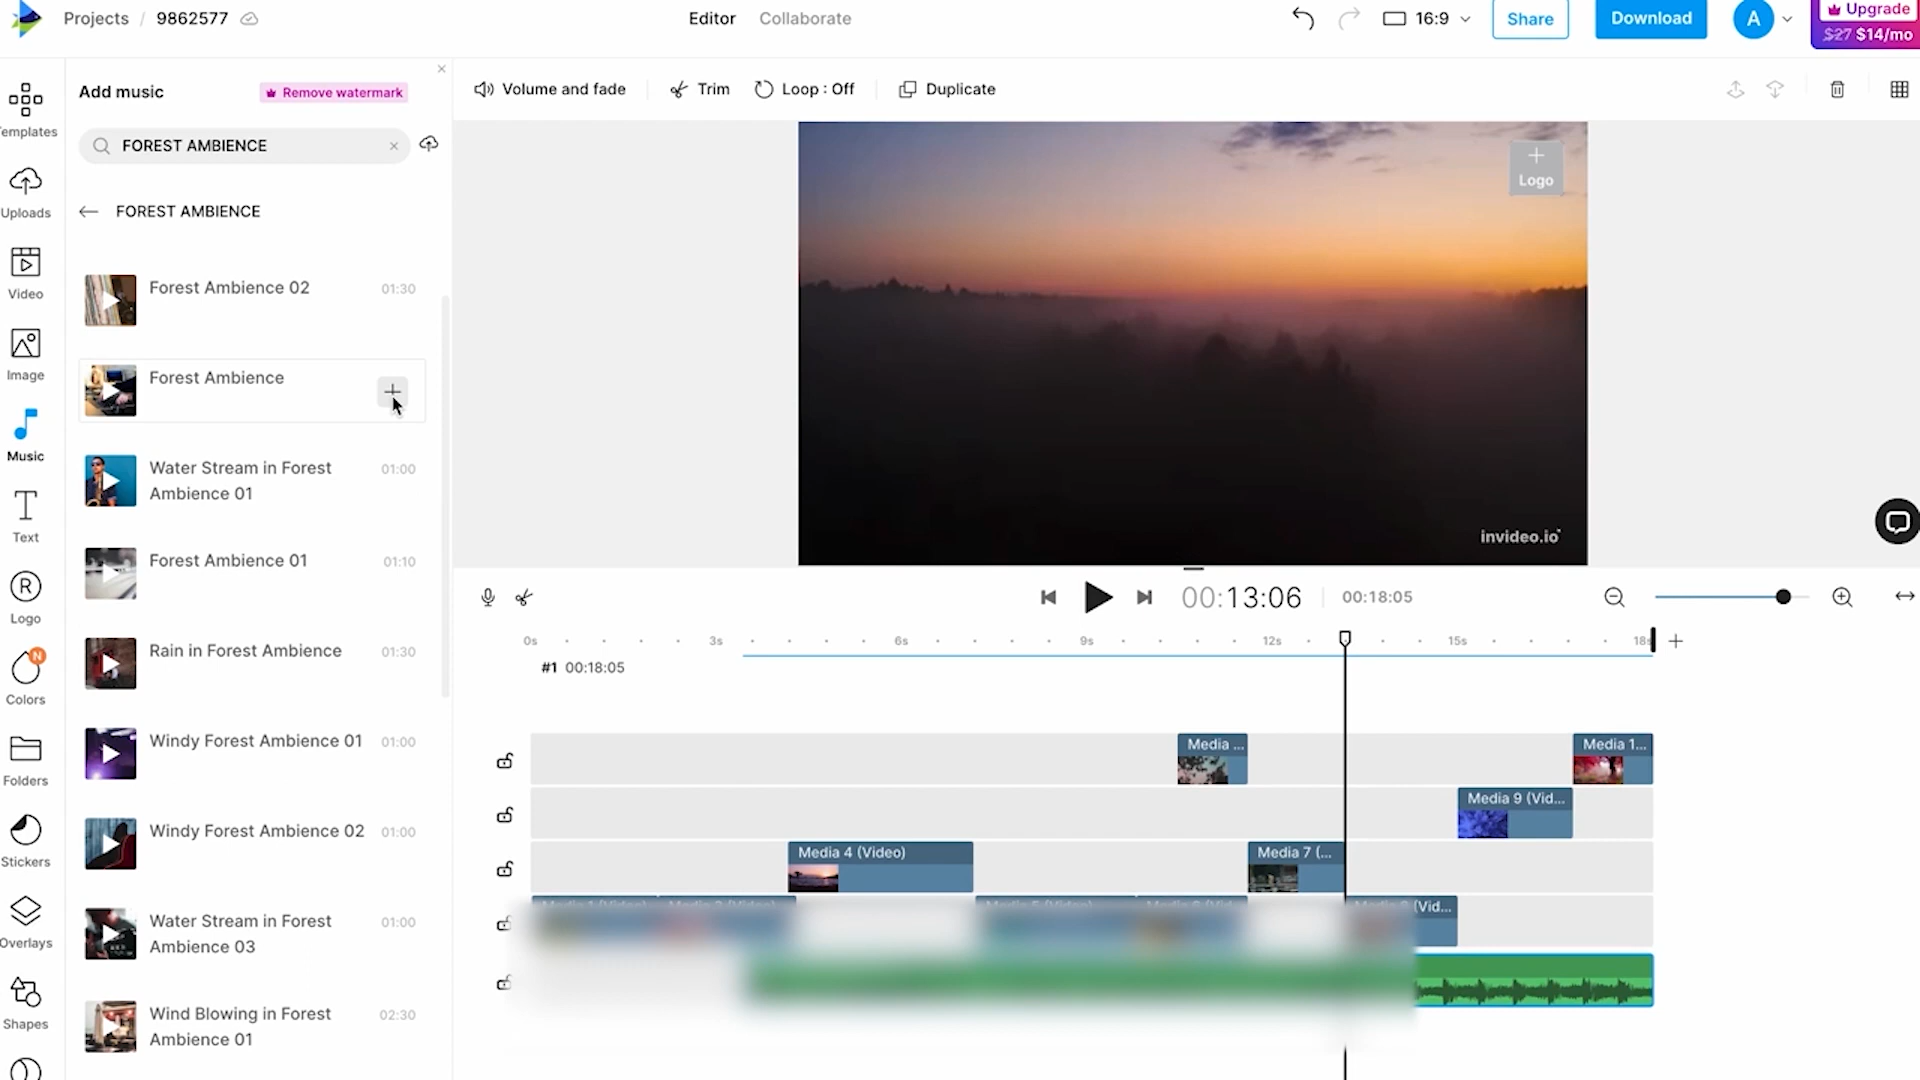 Projects / 9862577
Editor
Collaborate
16:9
Share
Download
A
Upgrade
$27 $14/mo
Templates
Uploads
Video
Image
Music
Text
Logo
Colors
N
Folders
Stickers
Overlays
Shapes
Add music
Remove watermark
FOREST AMBIENCE
FOREST AMBIENCE
Forest Ambience 02 01:30
Forest Ambience
Water Stream in Forest 01:00
Ambience 01
Forest Ambience 01 01:10
Rain in Forest Ambience 01:30
Windy Forest Ambience 01 01:00
Windy Forest Ambience 02 01:00
Water Stream in Forest 01:00
Ambience 03
Wind Blowing in Forest 02:30
Ambience 01
Volume and fade
Trim
Loop : Off
Duplicate
+
Logo
invideo.io
00:13:06
00:18:05
0s 3s 6s 9s 12s 15s 18s
#1 00:18:05
Media ...
Media 1...
Media 9 (Vid...
Media 4 (Video)
Media 7 (...
(Vid...